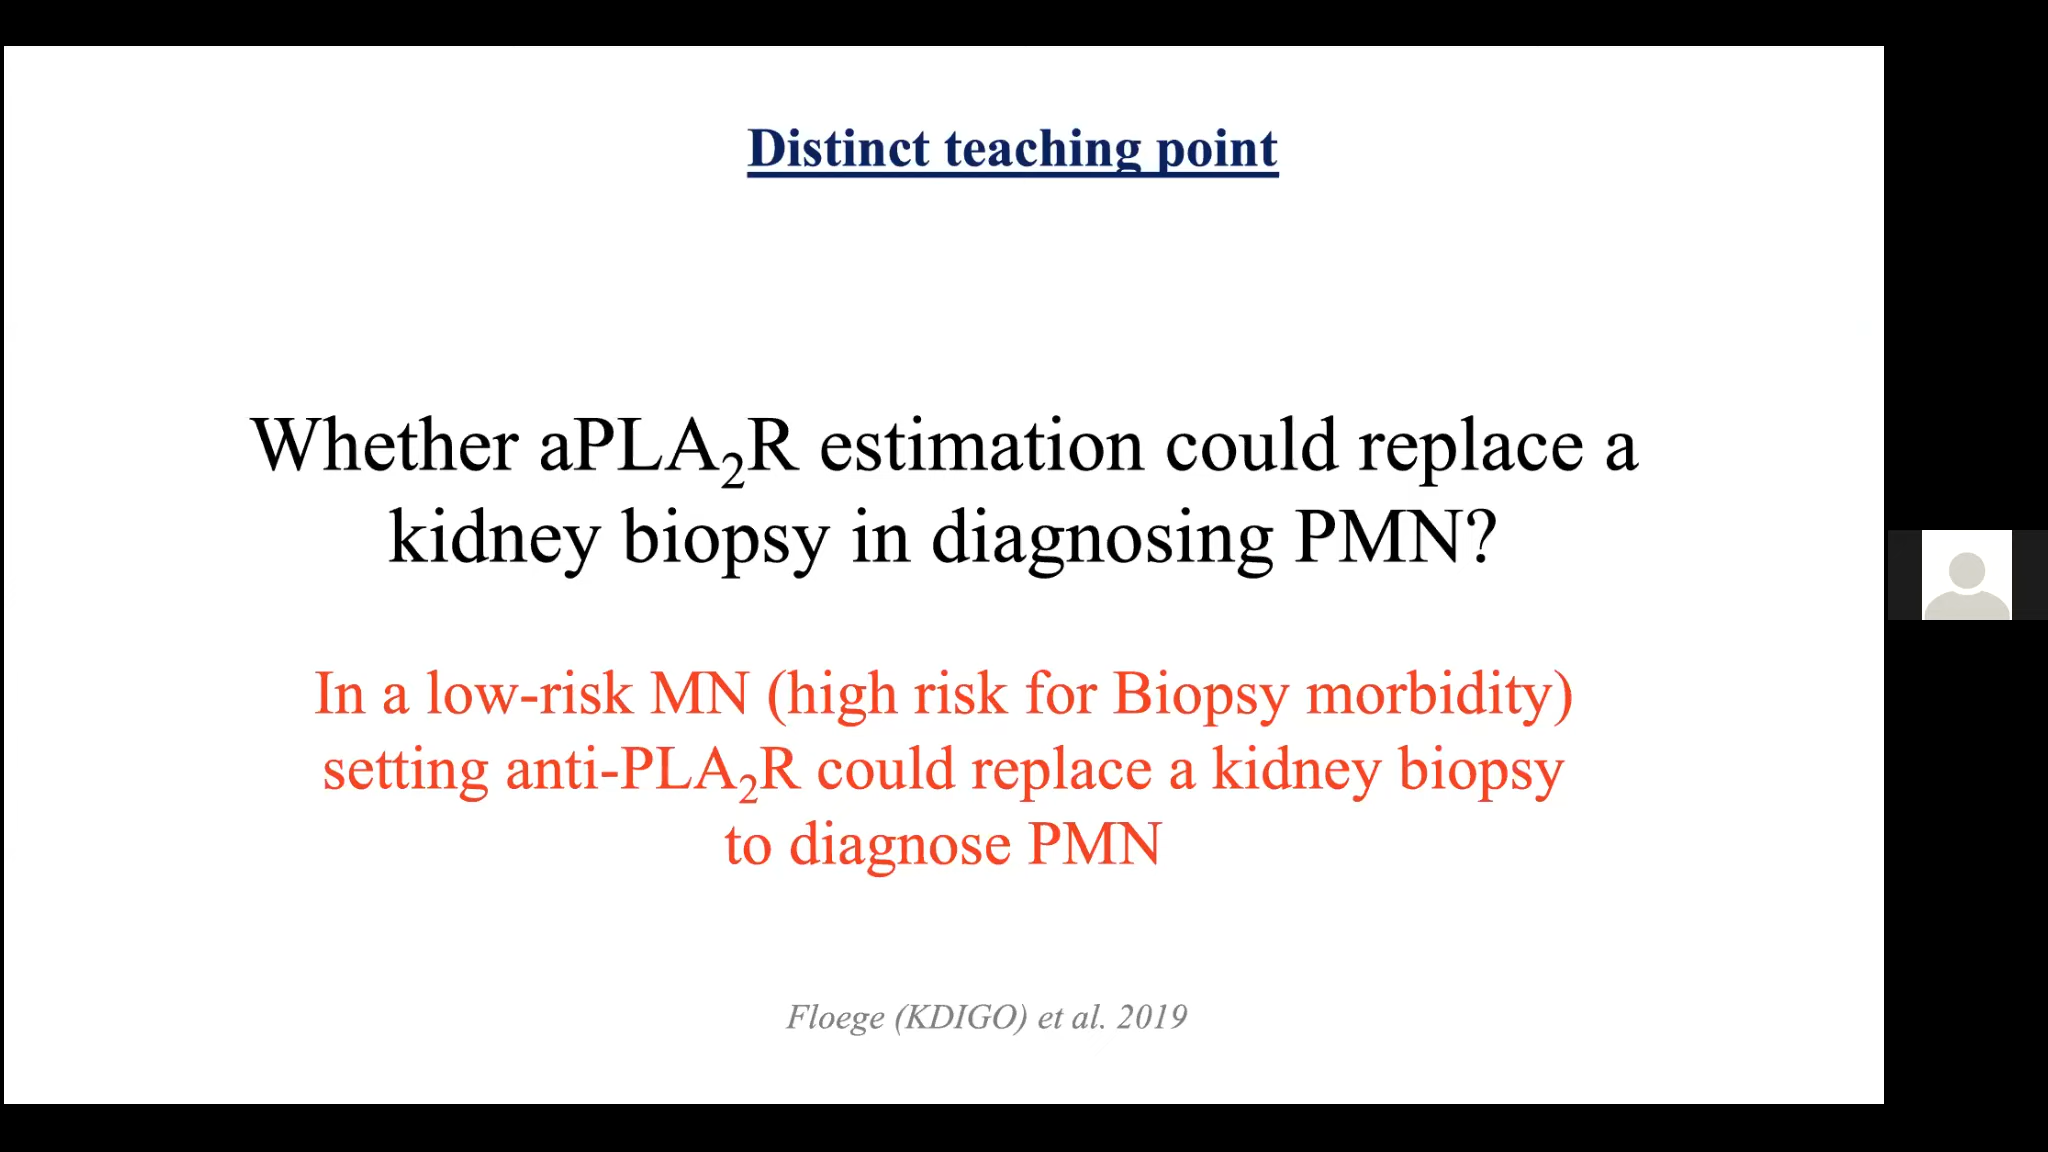 Distinct teaching point
Whether aPLA₂R estimation could replace a
kidney biopsy in diagnosing PMN?
In a low-risk MN (high risk for Biopsy morbidity)
setting anti-PLA₂R could replace a kidney biopsy
to diagnose PMN
Floege (KDIGO) et al. 2019